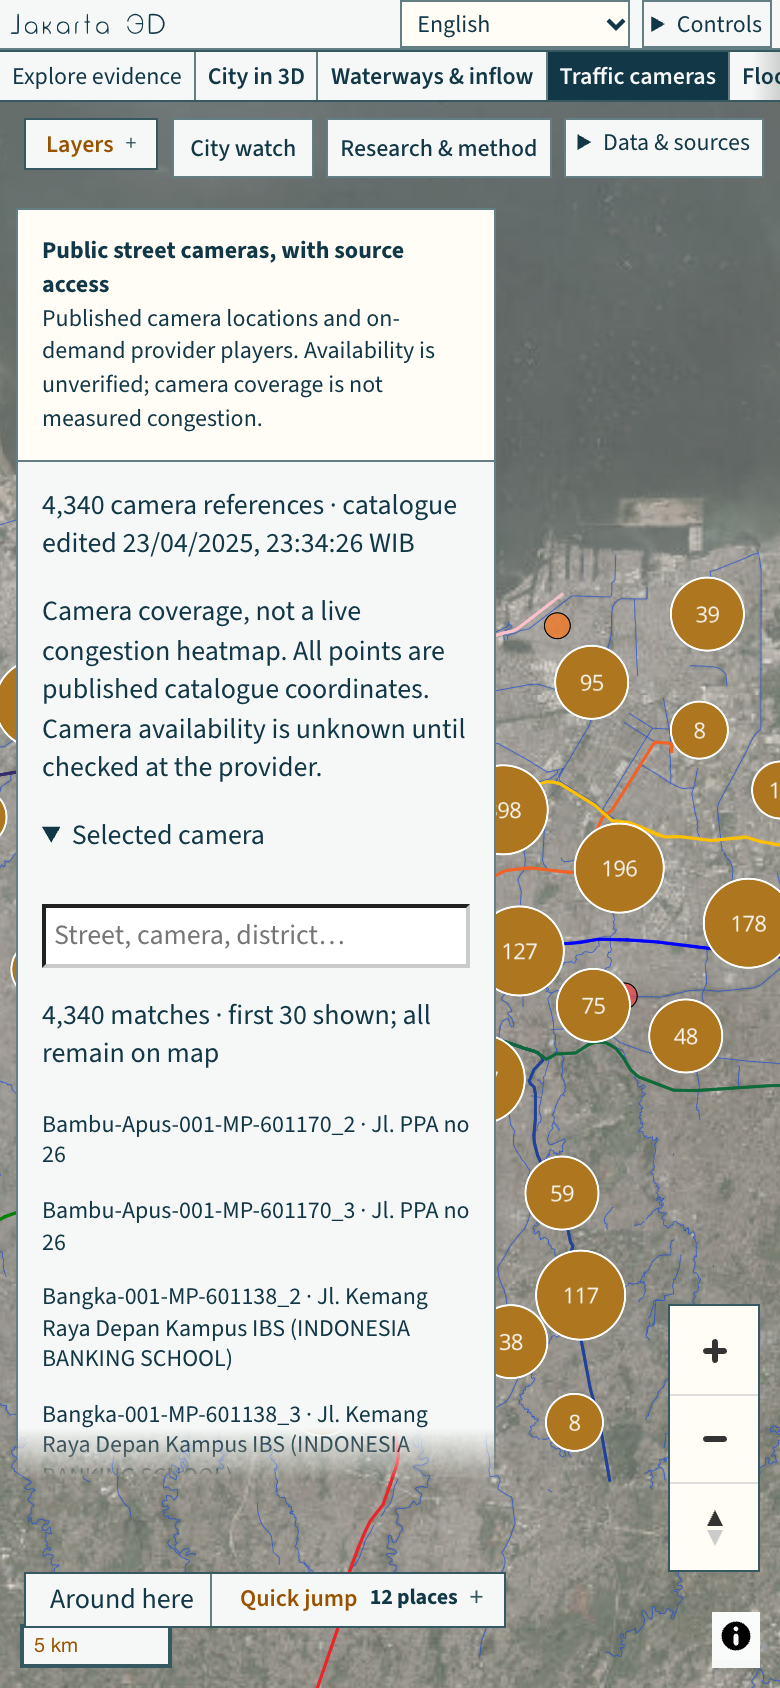 Jakarta 3D
English
Controls
Explore evidence
City in 3D
Waterways & inflow
Traffic cameras
Layers +
City watch
Research & method
Data & sources
Public street cameras, with source
access
Published camera locations and on-
demand provider players. Availability is
unverified; camera coverage is not
measured congestion.
4,340 camera references · catalogue
edited 23/04/2025, 23:34:26 WIB
Camera coverage, not a live
congestion heatmap. All points are
published catalogue coordinates.
Camera availability is unknown until
checked at the provider.
Selected camera
Street, camera, district…
4,340 matches · first 30 shown; all
remain on map
Bambu-Apus-001-MP-601170_2 · Jl. PPA no
26
Bambu-Apus-001-MP-601170_3 · Jl. PPA no
26
Bangka-001-MP-601138_2 · Jl. Kemang
Raya Depan Kampus IBS (INDONESIA
BANKING SCHOOL)
Bangka-001-MP-601138_3 · Jl. Kemang
Raya Depan Kampus IBS (INDONESIA
39
95
8
98
196
178
127
75
48
59
117
38
8
Around here
Quick jump 12 places +
5 km